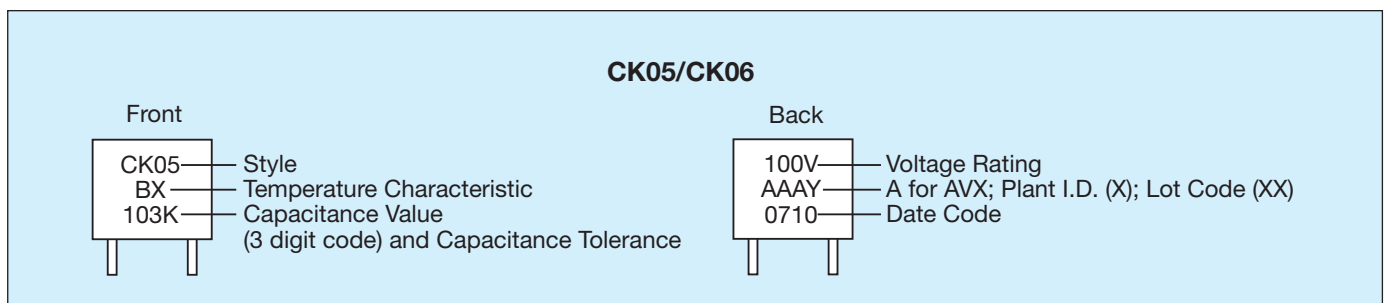 CK05/CK06
Front
CK05 Style
BX Temperature Characteristic
103K Capacitance Value
(3 digit code) and Capacitance Tolerance
Back
100V Voltage Rating
AAAY A for AVX; Plant I.D. (X); Lot Code (XX)
0710 Date Code